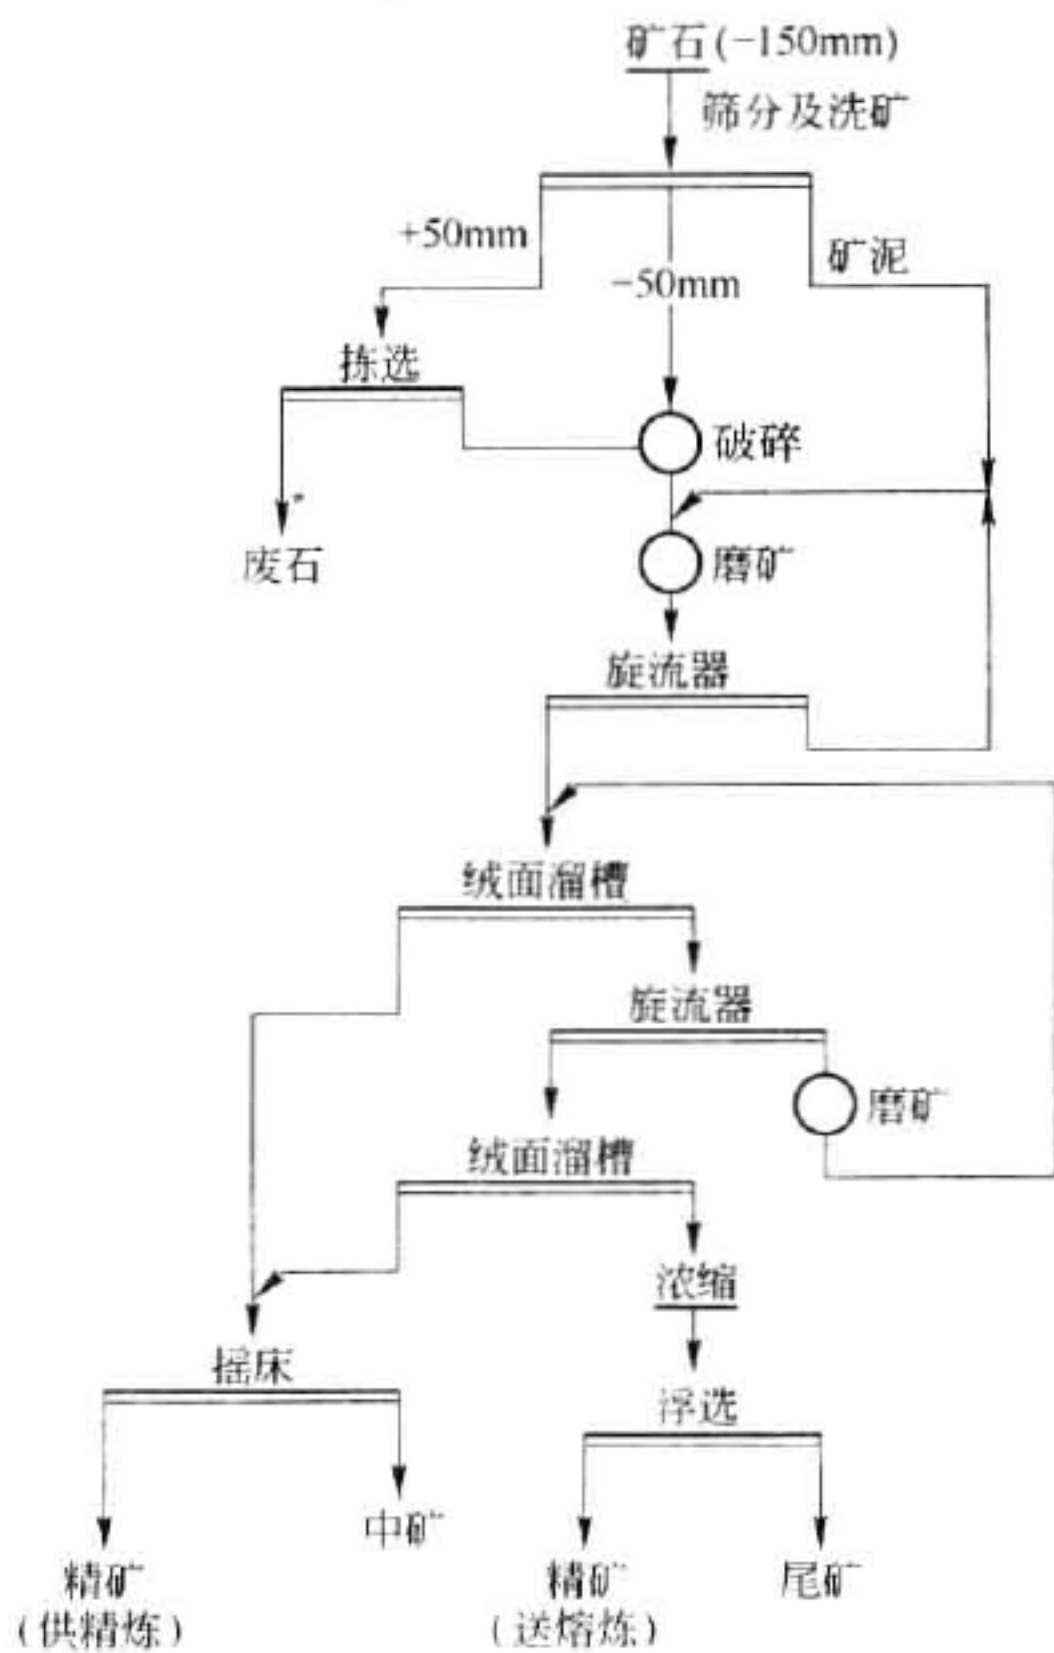 矿石(-150mm)
筛分及洗矿
+50mm
-50mm
矿泥
拣选
破碎
废石
磨矿
旋流器
绒面溜槽
旋流器
磨矿
绒面溜槽
浓缩
摇床
浮选
中矿
精矿
(供精炼)
精矿
(送熔炼)
尾矿